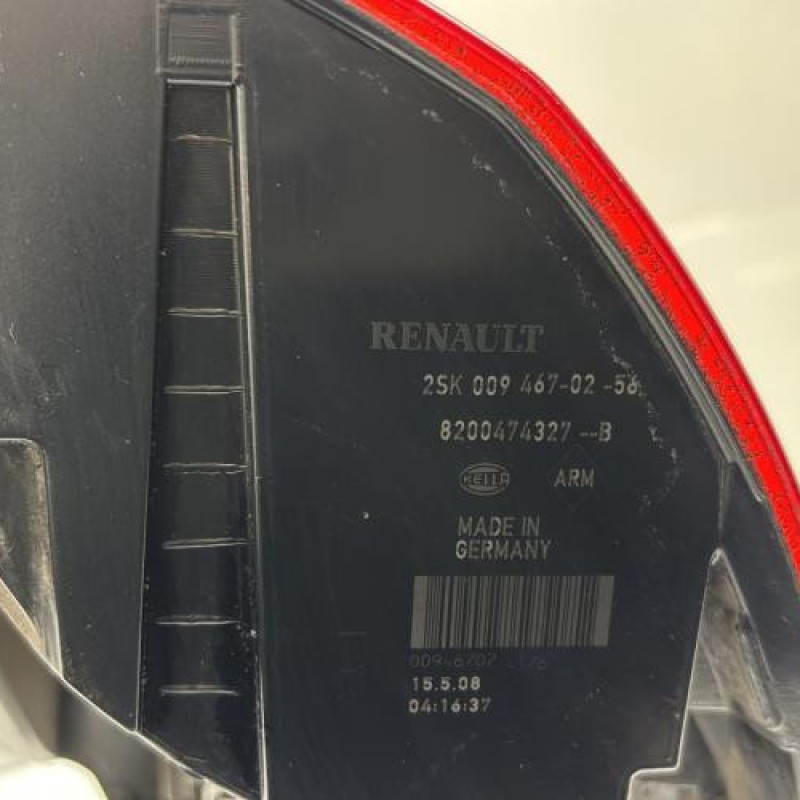 RENAULT
2SK 009 467-02 -56
8200474327 --B
HELLA ARM
MADE IN
GERMANY
15.5.08
04:16:37